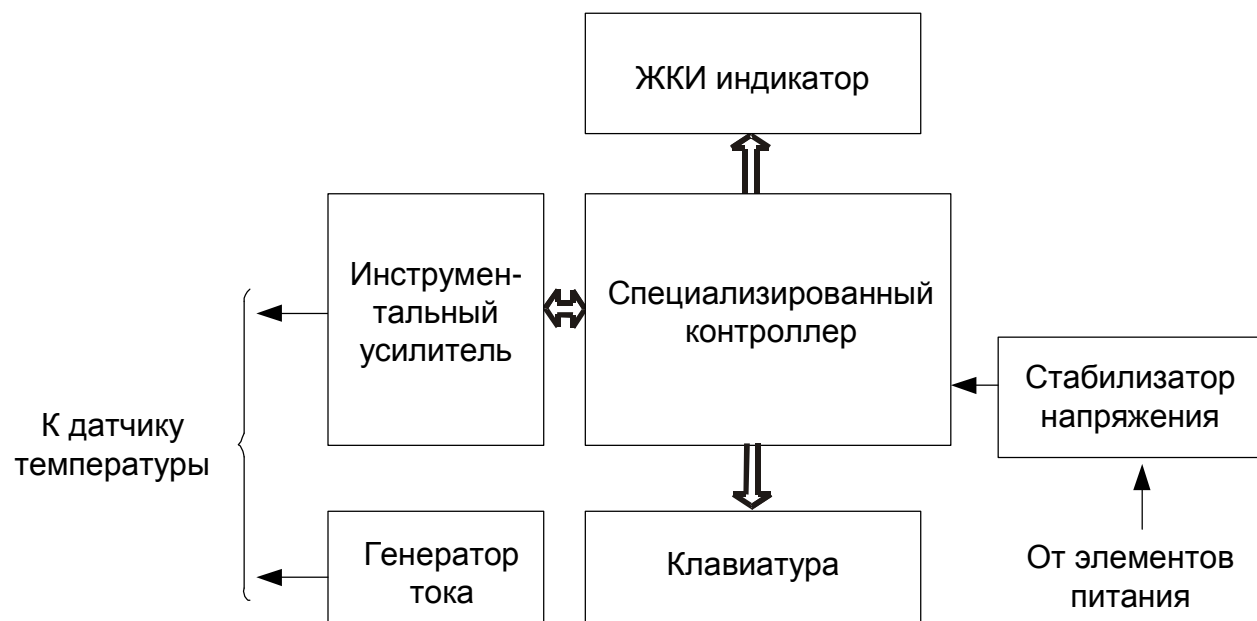 ЖКИ индикатор
Инструмен-
тальный
усилитель
Специализированный
контроллер
Стабилизатор
напряжения
К датчику
температуры
Генератор
тока
Клавиатура
От элементов
питания